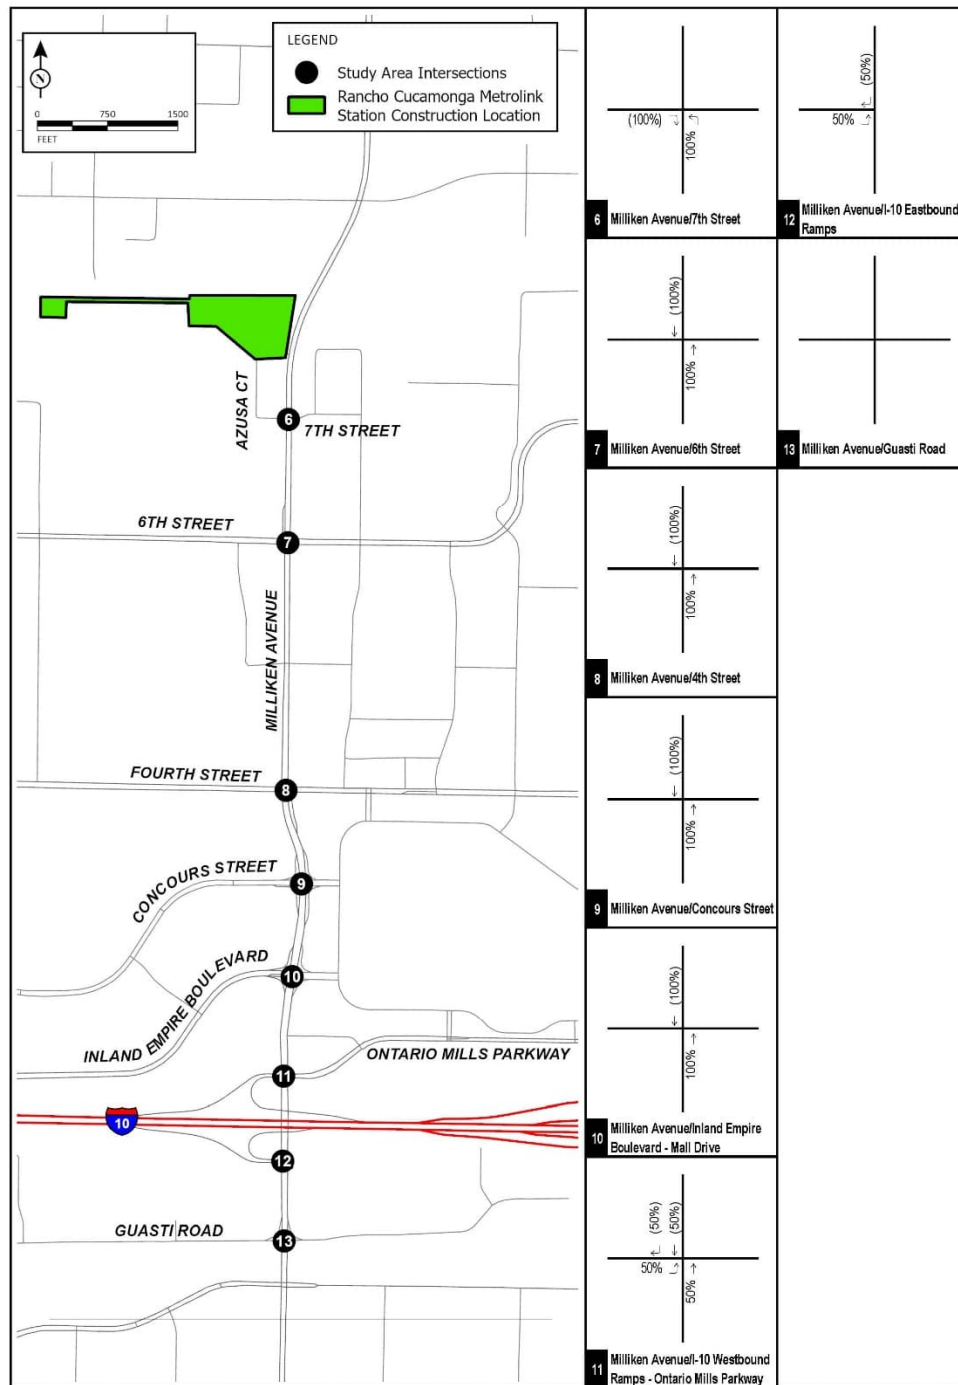 N
0 750 1500
FEET
LEGEND
Study Area Intersections
Rancho Cucamonga Metrolink
Station Construction Location
AZUSA CT
6
7TH STREET
6TH STREET
7
MILLIKEN AVENUE
FOURTH STREET
8
CONCOURS STREET
9
INLAND EMPIRE BOULEVARD
10
ONTARIO MILLS PARKWAY
11
10
12
GUASTI ROAD
13
(100%)
100%
6 Milliken Avenue/7th Street
(100%)
100%
7 Milliken Avenue/6th Street
(100%)
100%
8 Milliken Avenue/4th Street
(100%)
100%
9 Milliken Avenue/Concours Street
(100%)
100%
10 Milliken Avenue/Inland Empire
Boulevard - Mall Drive
(50%)
(50%)
50%
50%
11 Milliken Avenue/I-10 Westbound
Ramps - Ontario Mills Parkway
(50%)
50%
12 Milliken Avenue/I-10 Eastbound
Ramps
13 Milliken Avenue/Guasti Road